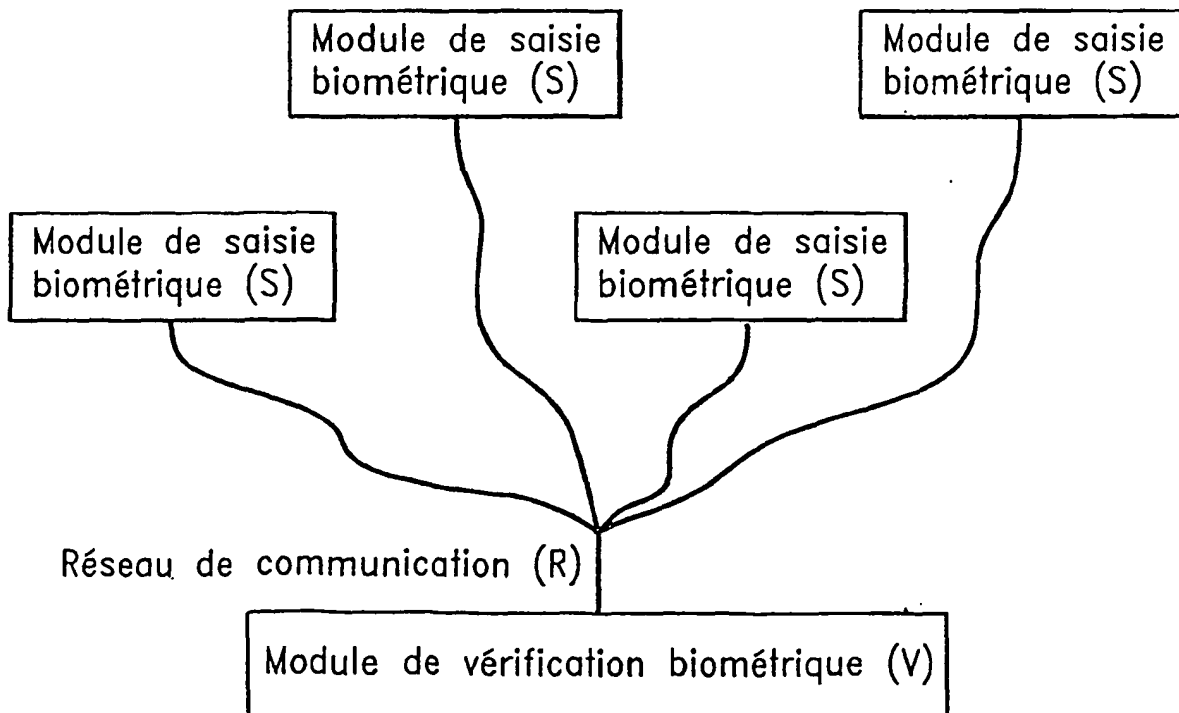 Module de saisie
biométrique (S)
Module de saisie
biométrique (S)
Module de saisie
biométrique (S)
Module de saisie
biométrique (S)
Réseau de communication (R)
Module de vérification biométrique (V)